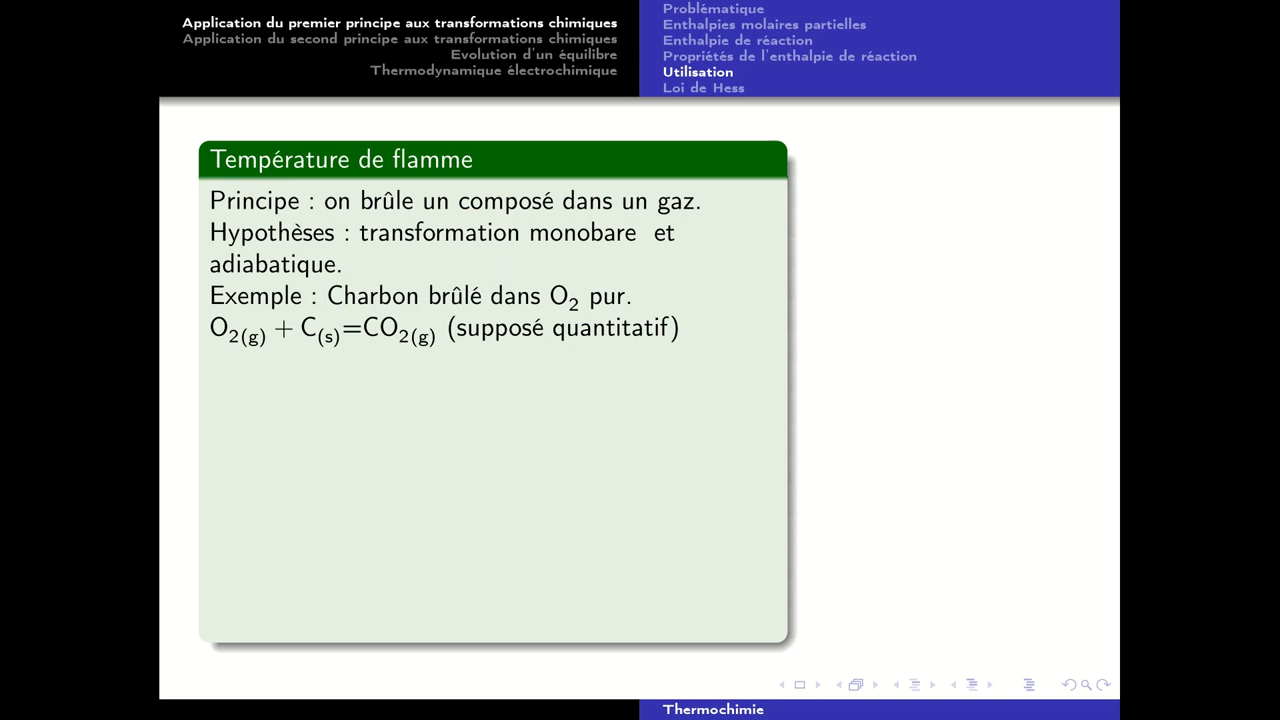 Application du premier principe aux transformations chimiques
Application du second principe aux transformations chimiques
Evolution d'un équilibre
Thermodynamique électrochimique
Problématique
Enthalpies molaires partielles
Enthalpie de réaction
Propriétés de l'enthalpie de réaction
Utilisation
Loi de Hess
Température de flamme
Principe : on brûle un composé dans un gaz.
Hypothèses : transformation monobare et
adiabatique.
Exemple : Charbon brûlé dans O₂ pur.
O₂₍g₎ + C₍s₎=CO₂₍g₎ (supposé quantitatif)
Thermochimie